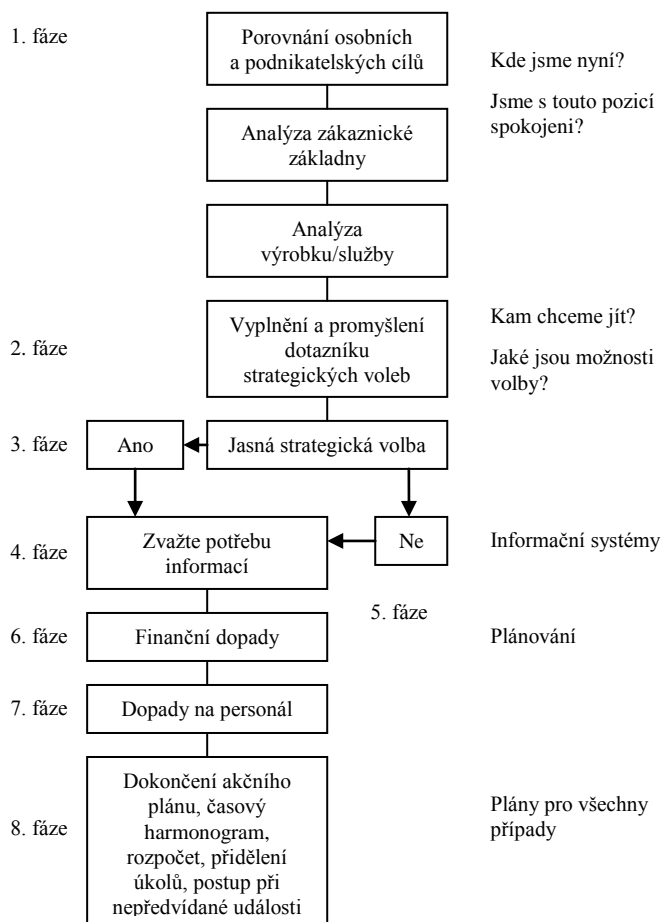 1. fáze
Porovnání osobních
a podnikatelských cílů
Kde jsme nyní?
Jsme s touto pozicí
spokojeni?
Analýza zákaznické
základny
Analýza
výrobku/služby
2. fáze
Vyplnění a promyšlení
dotazníku
strategických voleb
Kam chceme jít?
Jaké jsou možnosti
volby?
3. fáze
Ano
Jasná strategická volba
4. fáze
Zvažte potřebu
informací
Ne
Informační systémy
5. fáze
6. fáze
Finanční dopady
Plánování
7. fáze
Dopady na personál
8. fáze
Dokončení akčního
plánu, časový
harmonogram,
rozpočet, přidělení
úkolů, postup při
nepředvídané události
Plány pro všechny
případy